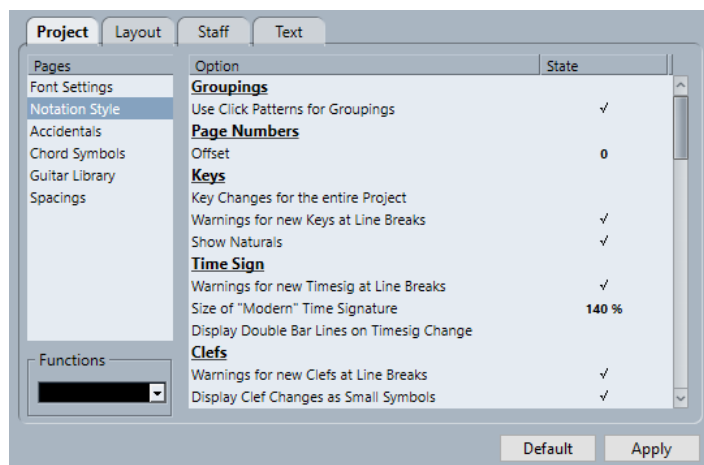 Project Layout Staff Text
Pages Option State
Font Settings Groupings
Notation Style Use Click Patterns for Groupings ✓
Accidentals Page Numbers
Chord Symbols Offset 0
Guitar Library Keys
Spacings Key Changes for the entire Project
Warnings for new Keys at Line Breaks ✓
Show Naturals ✓
Time Sign
Warnings for new Timesig at Line Breaks ✓
Size of "Modern" Time Signature 140 %
Display Double Bar Lines on Timesig Change
Functions Clefs
Warnings for new Clefs at Line Breaks ✓
Display Clef Changes as Small Symbols ✓
Default Apply